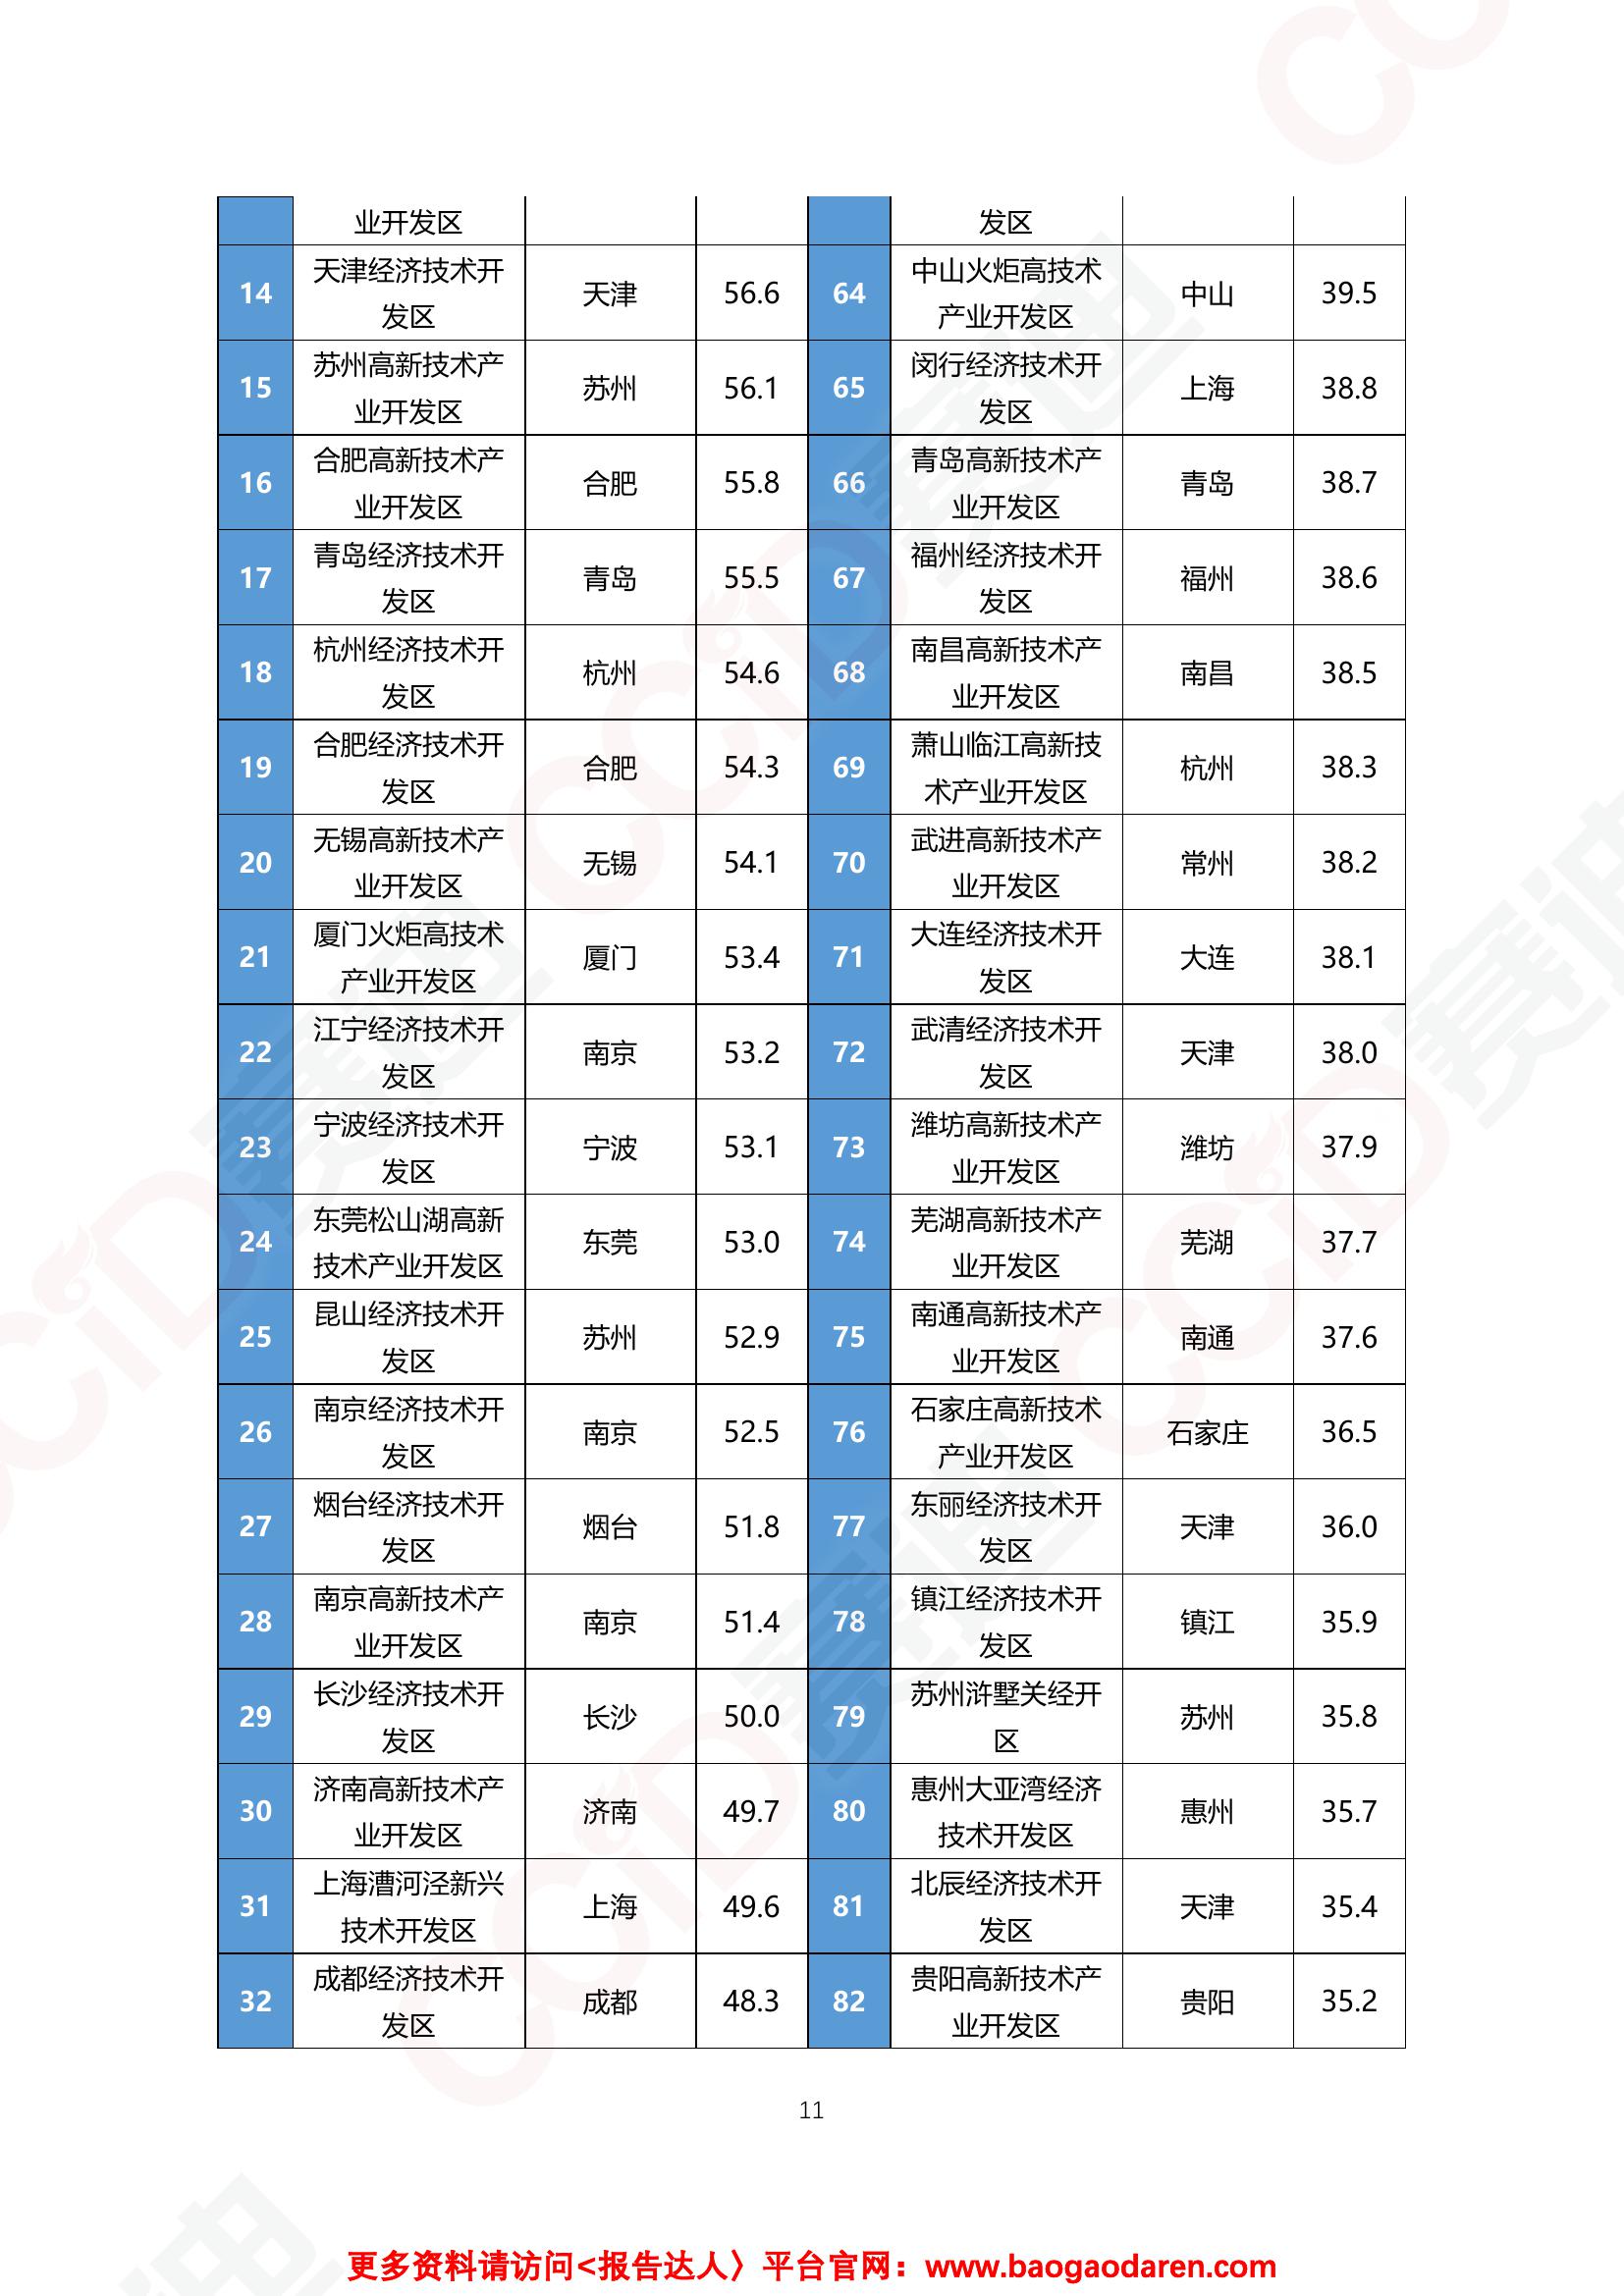 业开发区 发区
14 天津经济技术开发区 天津 56.6 64 中山火炬高技术产业开发区 中山 39.5
15 苏州高新技术产业开发区 苏州 56.1 65 闵行经济技术开发区 上海 38.8
16 合肥高新技术产业开发区 合肥 55.8 66 青岛高新技术产业开发区 青岛 38.7
17 青岛经济技术开发区 青岛 55.5 67 福州经济技术开发区 福州 38.6
18 杭州经济技术开发区 杭州 54.6 68 南昌高新技术产业开发区 南昌 38.5
19 合肥经济技术开发区 合肥 54.3 69 萧山临江高新技术产业开发区 杭州 38.3
20 无锡高新技术产业开发区 无锡 54.1 70 武进高新技术产业开发区 常州 38.2
21 厦门火炬高技术产业开发区 厦门 53.4 71 大连经济技术开发区 大连 38.1
22 江宁经济技术开发区 南京 53.2 72 武清经济技术开发区 天津 38.0
23 宁波经济技术开发区 宁波 53.1 73 潍坊高新技术产业开发区 潍坊 37.9
24 东莞松山湖高新技术产业开发区 东莞 53.0 74 芜湖高新技术产业开发区 芜湖 37.7
25 昆山经济技术开发区 苏州 52.9 75 南通高新技术产业开发区 南通 37.6
26 南京经济技术开发区 南京 52.5 76 石家庄高新技术产业开发区 石家庄 36.5
27 烟台经济技术开发区 烟台 51.8 77 东丽经济技术开发区 天津 36.0
28 南京高新技术产业开发区 南京 51.4 78 镇江经济技术开发区 镇江 35.9
29 长沙经济技术开发区 长沙 50.0 79 苏州浒墅关经开区 苏州 35.8
30 济南高新技术产业开发区 济南 49.7 80 惠州大亚湾经济技术开发区 惠州 35.7
31 上海漕河泾新兴技术开发区 上海 49.6 81 北辰经济技术开发区 天津 35.4
32 成都经济技术开发区 成都 48.3 82 贵阳高新技术产业开发区 贵阳 35.2
11
更多资料请访问<报告达人〉平台官网：www.baogaodaren.com
CCiD赛迪
CCiD赛迪
CCiD赛迪
CCiD赛迪